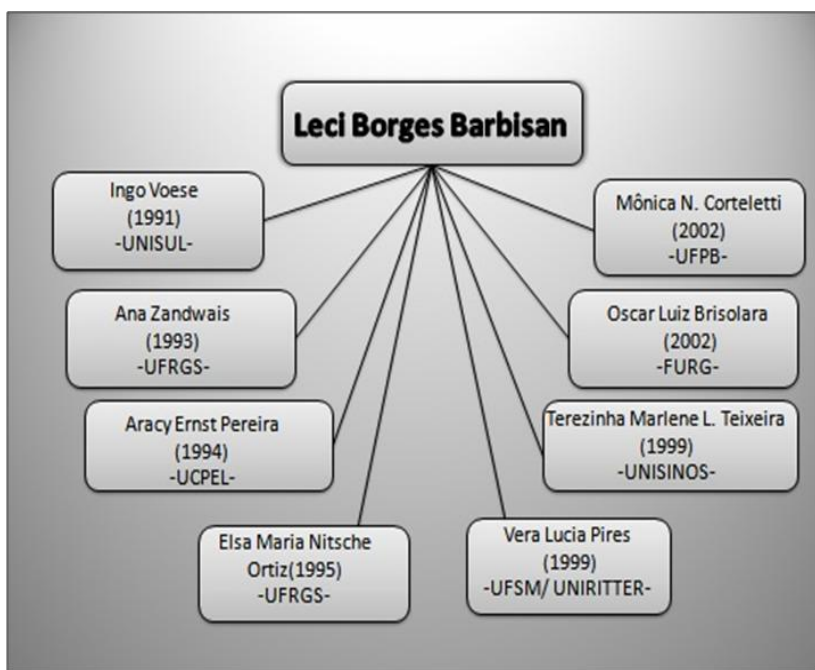 Leci Borges Barbisan
Ingo Voese
(1991)
-UNISUL-
Ana Zandwais
(1993)
-UFRGS-
Aracy Ernst Pereira
(1994)
-UCPEL-
Elsa Maria Nitsche
Ortiz(1995)
-UFRGS-
Vera Lucia Pires
(1999)
-UFSM/ UNIRITTER-
Terezinha Marlene L. Teixeira
(1999)
-UNISINOS-
Oscar Luiz Brisolara
(2002)
-FURG-
Mônica N. Corteletti
(2002)
-UFPB-